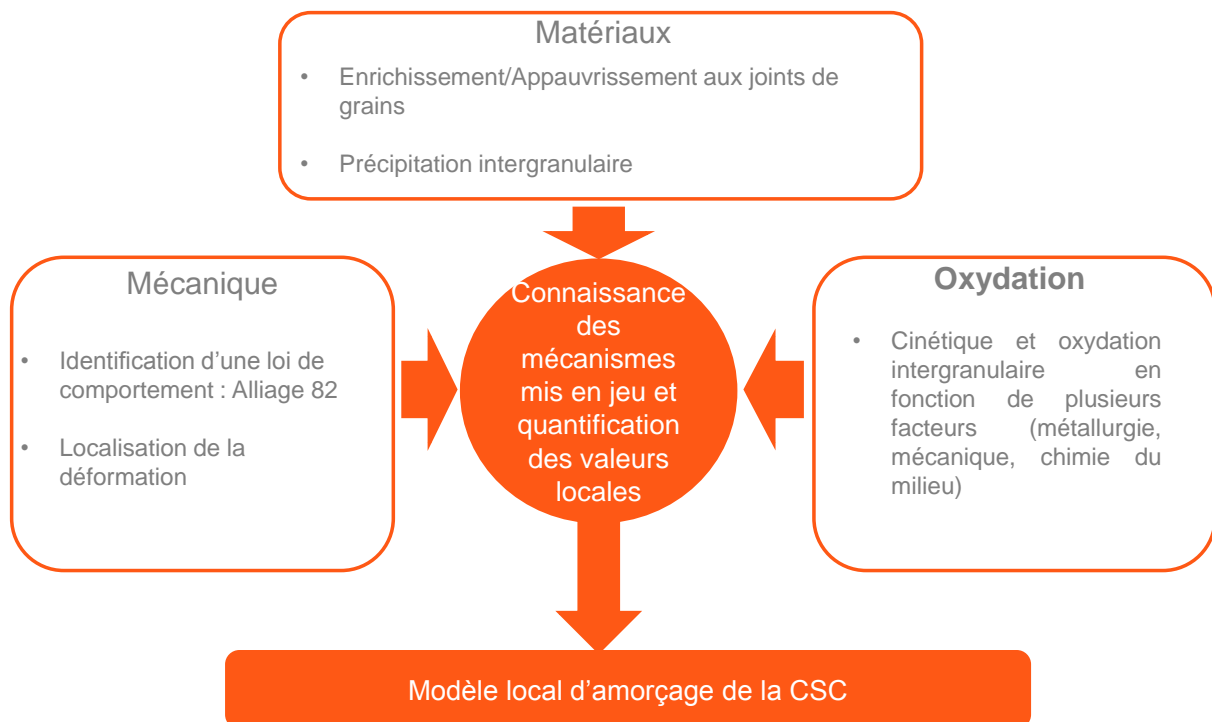 Matériaux
• Enrichissement/Appauvrissement aux joints de
grains
• Précipitation intergranulaire
Mécanique
• Identification d'une loi de
comportement : Alliage 82
• Localisation de la
déformation
Connaissance
des
mécanismes
mis en jeu et
quantification
des valeurs
locales
Oxydation
• Cinétique et oxydation
intergranulaire en
fonction de plusieurs
facteurs (métallurgie,
mécanique, chimie du
milieu)
Modèle local d'amorçage de la CSC